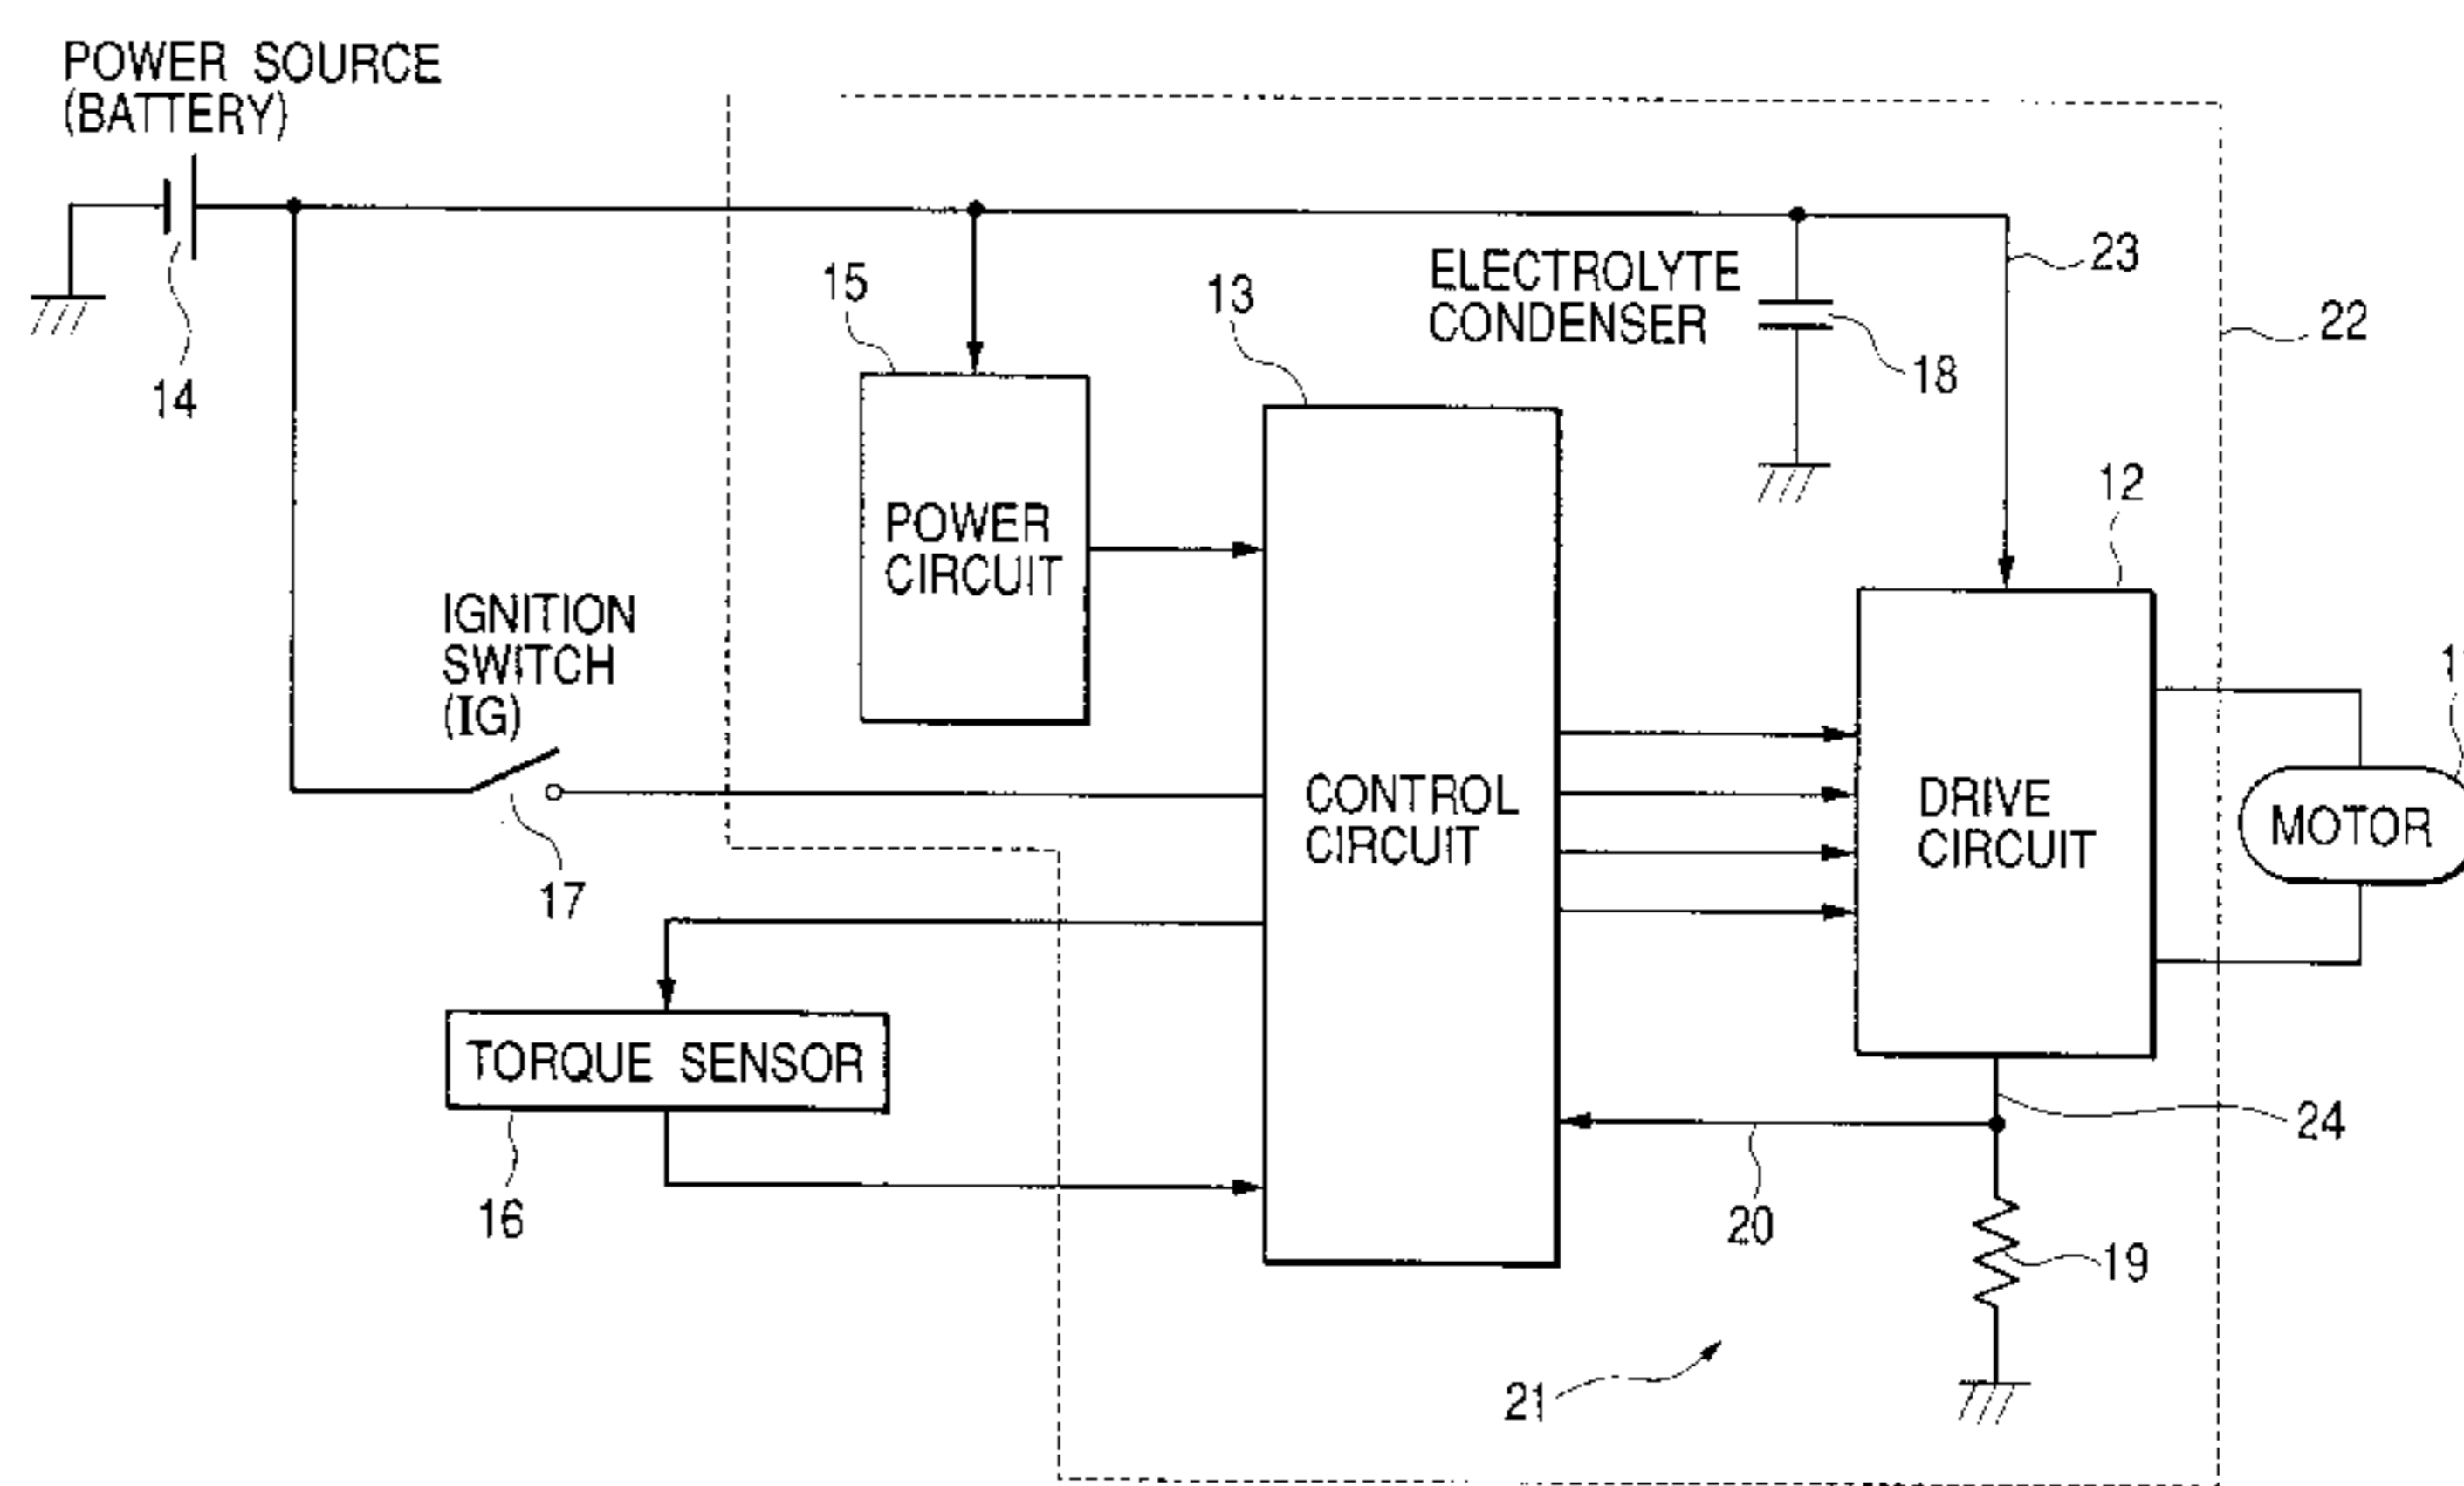 POWER SOURCE
(BATTERY)
14
15
13
ELECTROLYTE
CONDENSER
18
23
22
12
POWER
CIRCUIT
IGNITION
SWITCH
(IG)
17
CONTROL
CIRCUIT
DRIVE
CIRCUIT
MOTOR
TORQUE SENSOR
16
20
24
19
21